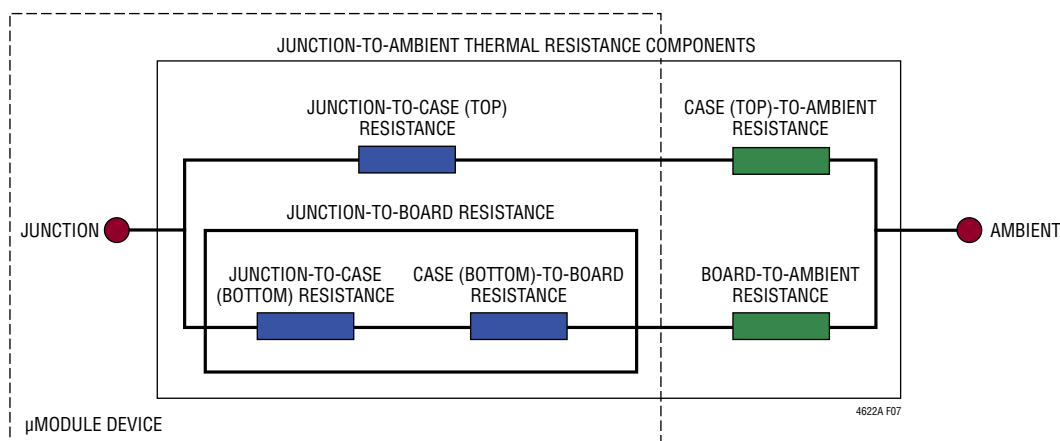 JUNCTION-TO-AMBIENT THERMAL RESISTANCE COMPONENTS
JUNCTION-TO-CASE (TOP)
RESISTANCE
CASE (TOP)-TO-AMBIENT
RESISTANCE
JUNCTION-TO-BOARD RESISTANCE
JUNCTION
AMBIENT
JUNCTION-TO-CASE
(BOTTOM) RESISTANCE
CASE (BOTTOM)-TO-BOARD
RESISTANCE
BOARD-TO-AMBIENT
RESISTANCE
4622A F07
µMODULE DEVICE